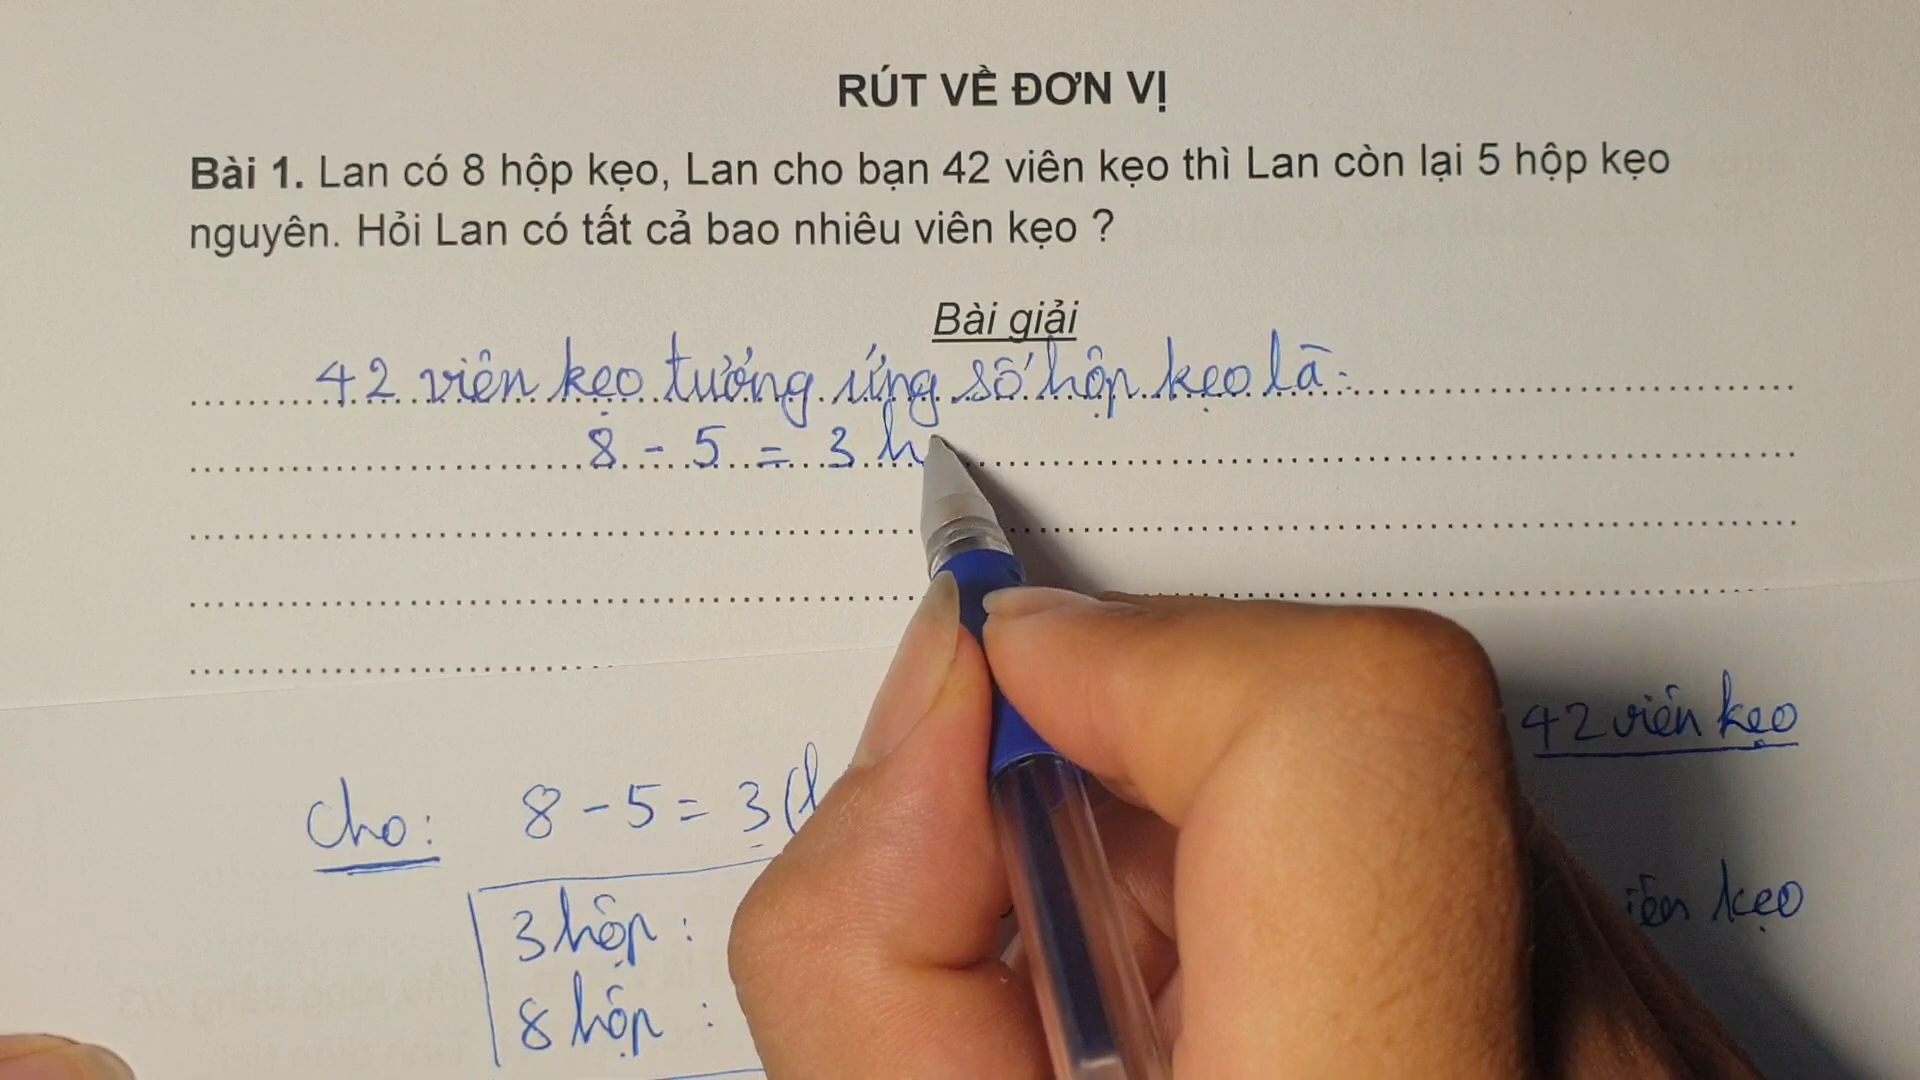 RÚT VỀ ĐƠN VỊ
Bài 1. Lan có 8 hộp kẹo, Lan cho bạn 42 viên kẹo thì Lan còn lại 5 hộp kẹo
nguyên. Hỏi Lan có tất cả bao nhiêu viên kẹo ?
Bài giải
42 viên kẹo tương ứng số hộp kẹo là:
8 - 5 = 3 h
42 viên kẹo
Cho: 8 - 5 = 3 (
3 hộp : viên kẹo
8 hộp :